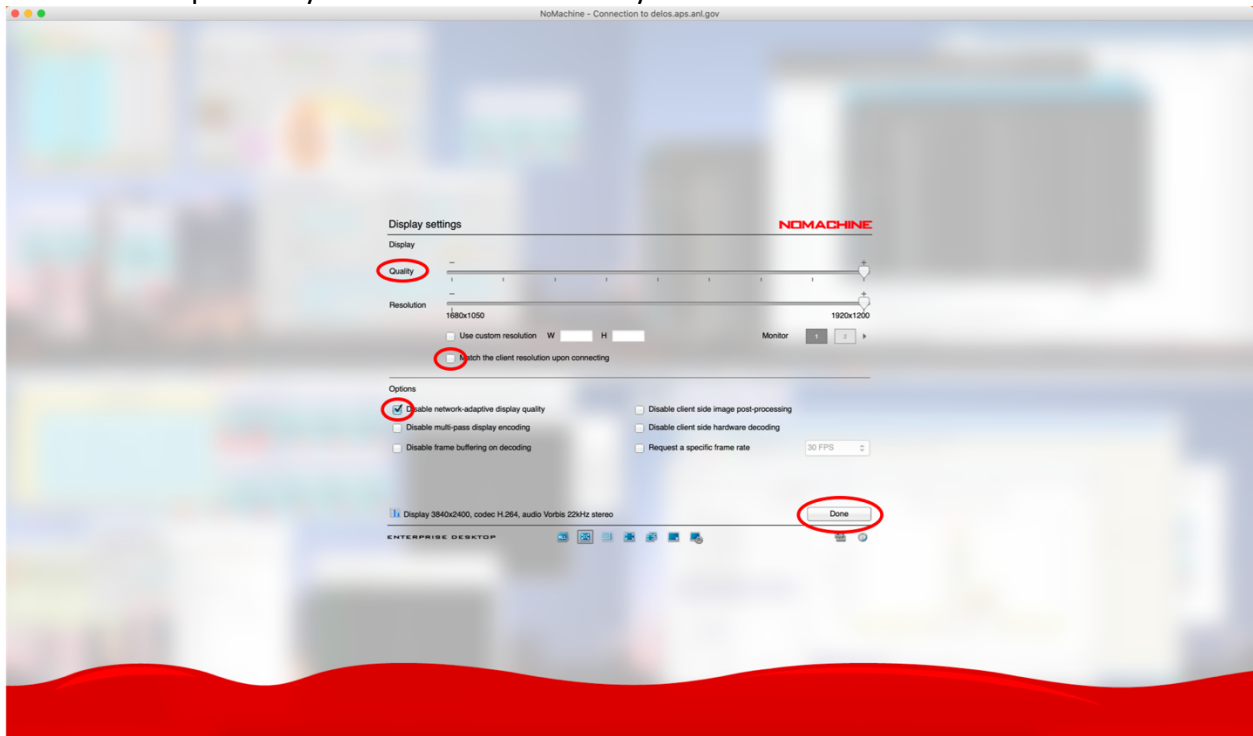 NoMachine - Connection to delos.aps.anl.gov
Display settings NOMACHINE
Display
Quality - +
Resolution - +
1680x1050 1920x1200
Use custom resolution W H Monitor 1 2
Match the client resolution upon connecting
Options
Disable network-adaptive display quality Disable client side image post-processing
Disable multi-pass display encoding Disable client side hardware decoding
Disable frame buffering on decoding Request a specific frame rate 30 FPS
Display 3840x2400, codec H.264, audio Vorbis 22kHz stereo Done
ENTERPRISE DESKTOP